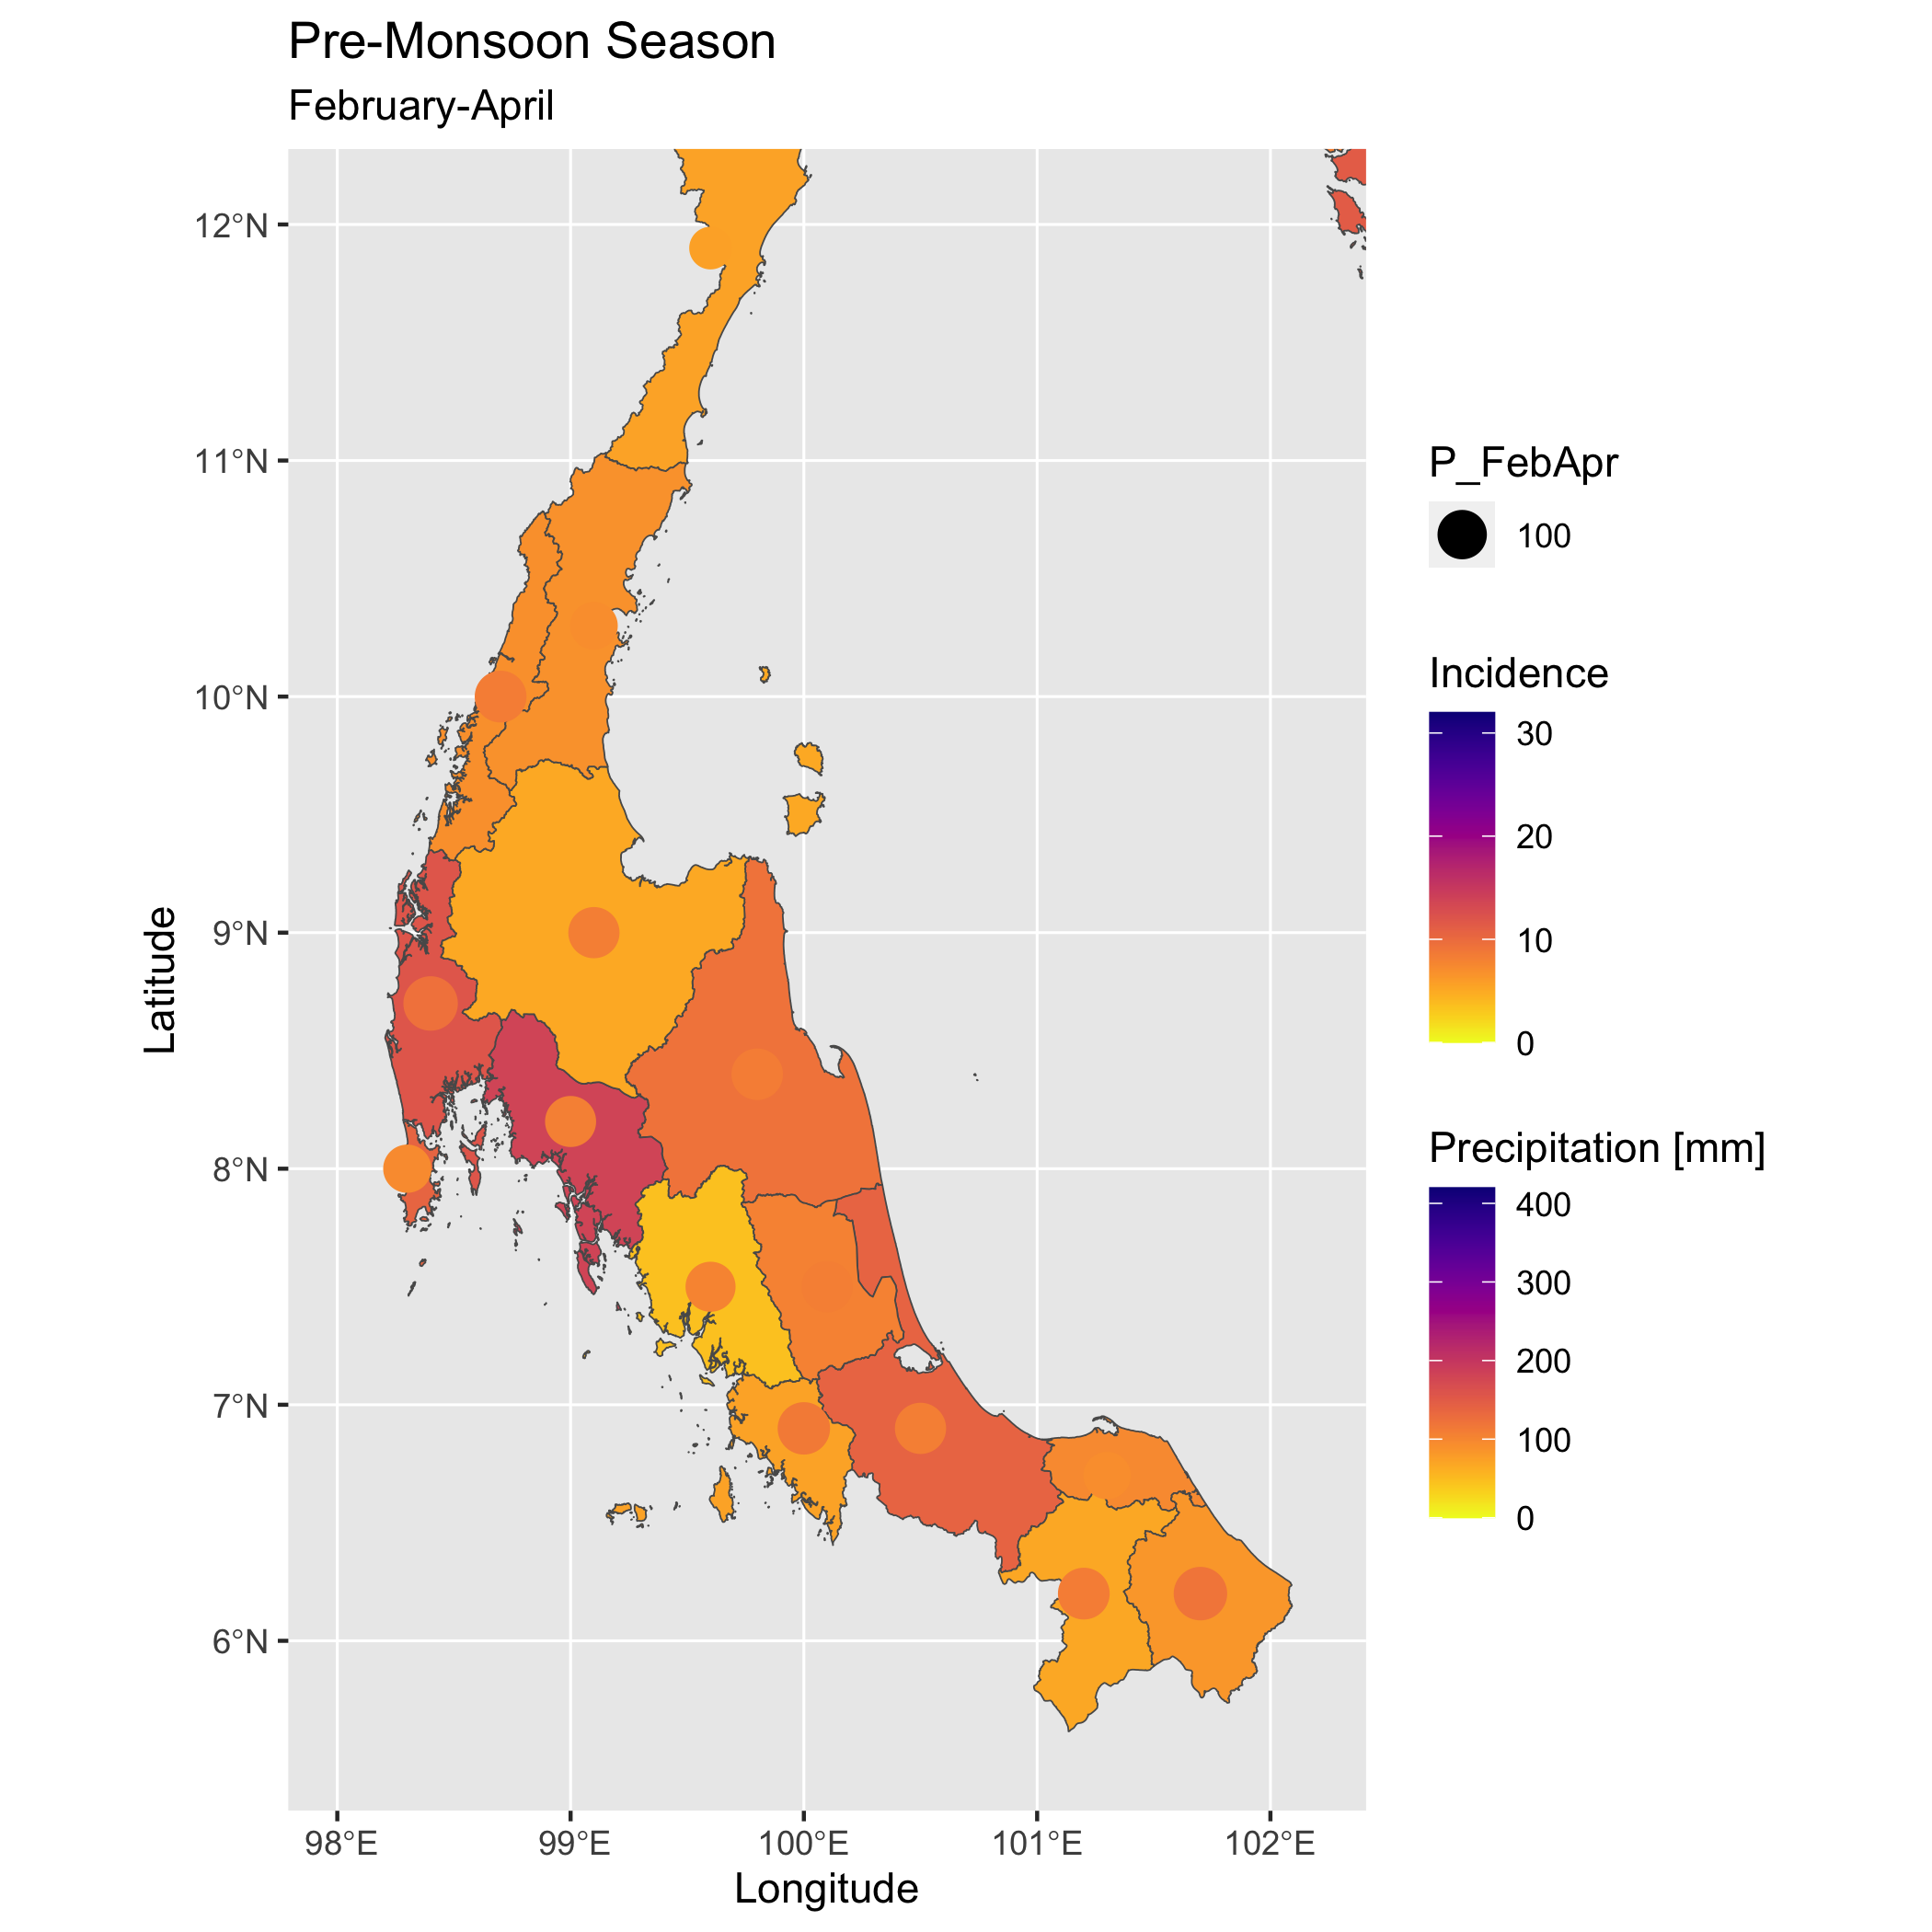 Pre-Monsoon Season
February-April
12°N
11°N
10°N
9°N
8°N
7°N
6°N
Latitude
98°E
99°E
100°E
101°E
102°E
Longitude
P_FebApr
100
Incidence
30
20
10
0
Precipitation [mm]
400
300
200
100
0